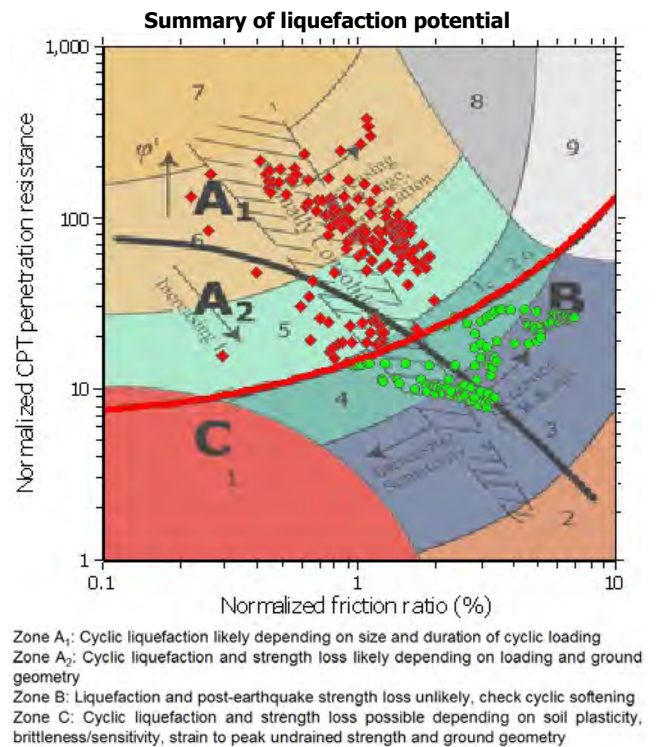 Summary of liquefaction potential
1,000
7
8
9
φ'
A1
100
6
A2
Increasing
5
B
10
4
C
3
1
Increasing
Sensitivity
2
1
0.1
1
10
Normalized CPT penetration resistance
Normalized friction ratio (%)
Zone A1: Cyclic liquefaction likely depending on size and duration of cyclic loading
Zone A2: Cyclic liquefaction and strength loss likely depending on loading and ground
geometry
Zone B: Liquefaction and post-earthquake strength loss unlikely, check cyclic softening
Zone C: Cyclic liquefaction and strength loss possible depending on soil plasticity,
brittleness/sensitivity, strain to peak undrained strength and ground geometry